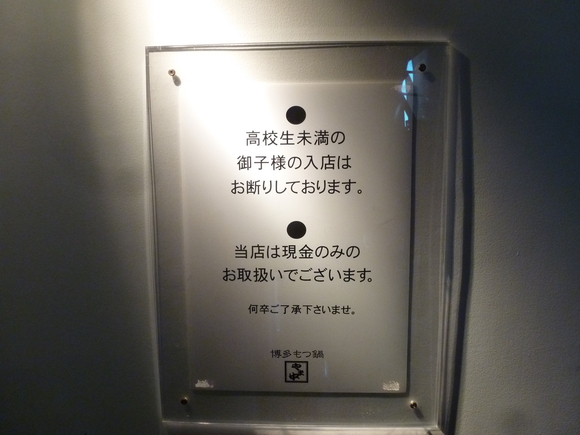 ●
高校生未満の
御子様の入店は
お断りしております。
●
当店は現金のみの
お取扱いでございます。
何卒ご了承下さいませ。
博多もつ鍋